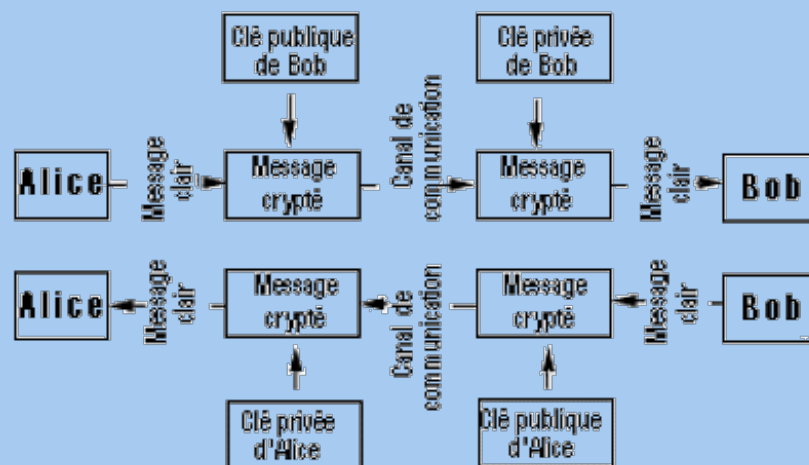 Clé publique
de Bob
Clé privée
de Bob
Alice
Message
clair
Message
crypté
Canal de
communication
Message
crypté
Message
clair
Bob
Alice
Message
clair
Message
crypté
Canal de
communication
Message
crypté
Message
clair
Bob
Clé privée
d'Alice
Clé publique
d'Alice